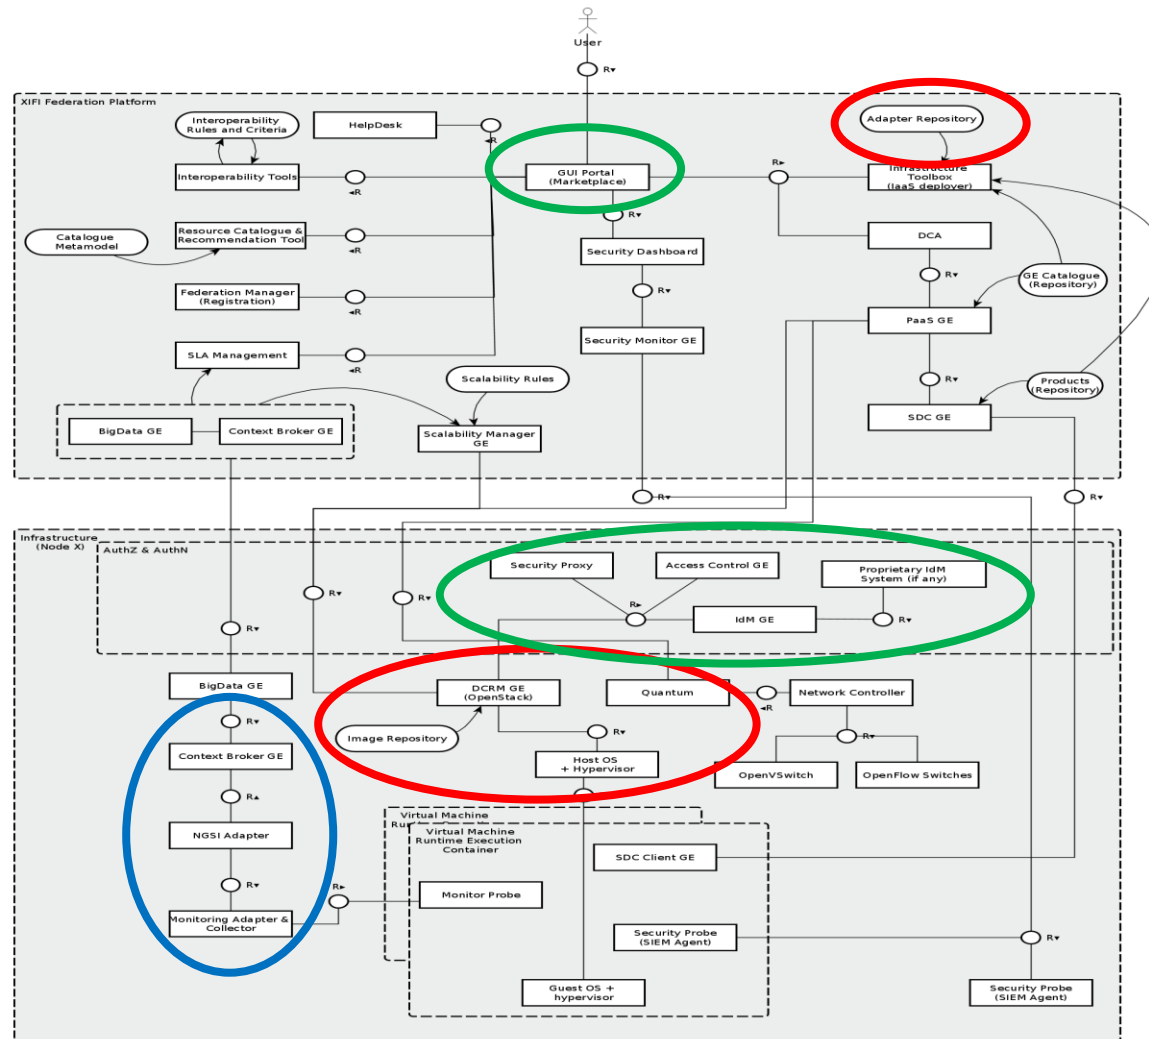 User
R▾
XIFI Federation Platform
Interoperability
Rules and Criteria
HelpDesk
◂R
Adapter Repository
Interoperability Tools
◂R
GUI Portal
(Marketplace)
R▸
Infrastructure
Toolbox
(IaaS deployer)
R▾
Catalogue
Metamodel
Resource Catalogue &
Recommendation Tool
◂R
Security Dashboard
DCA
R▾
R▾
GE Catalogue
(Repository)
Federation Manager
(Registration)
◂R
Security Monitor GE
PaaS GE
SLA Management
◂R
Scalability Rules
R▾
Products
(Repository)
BigData GE
Context Broker GE
Scalability Manager
GE
SDC GE
R▾
R▾
Infrastructure
(Node X)
AuthZ & AuthN
Security Proxy
Access Control GE
Proprietary IdM
System (if any)
R▾
R▾
R▸
IdM GE
R▾
R▾
BigData GE
DCRM GE
(OpenStack)
Quantum
◂R
Network Controller
R▾
Image Repository
R▾
R▾
Context Broker GE
Host OS
+ Hypervisor
OpenVSwitch
OpenFlow Switches
R▴
Virtual Machine
NGSI Adapter
Virtual Machine
Runtime Execution
Container
SDC Client GE
R▾
R▸
Monitor Probe
Monitoring Adapter &
Collector
Security Probe
(SIEM Agent)
R▾
Guest OS +
hypervisor
Security Probe
(SIEM Agent)